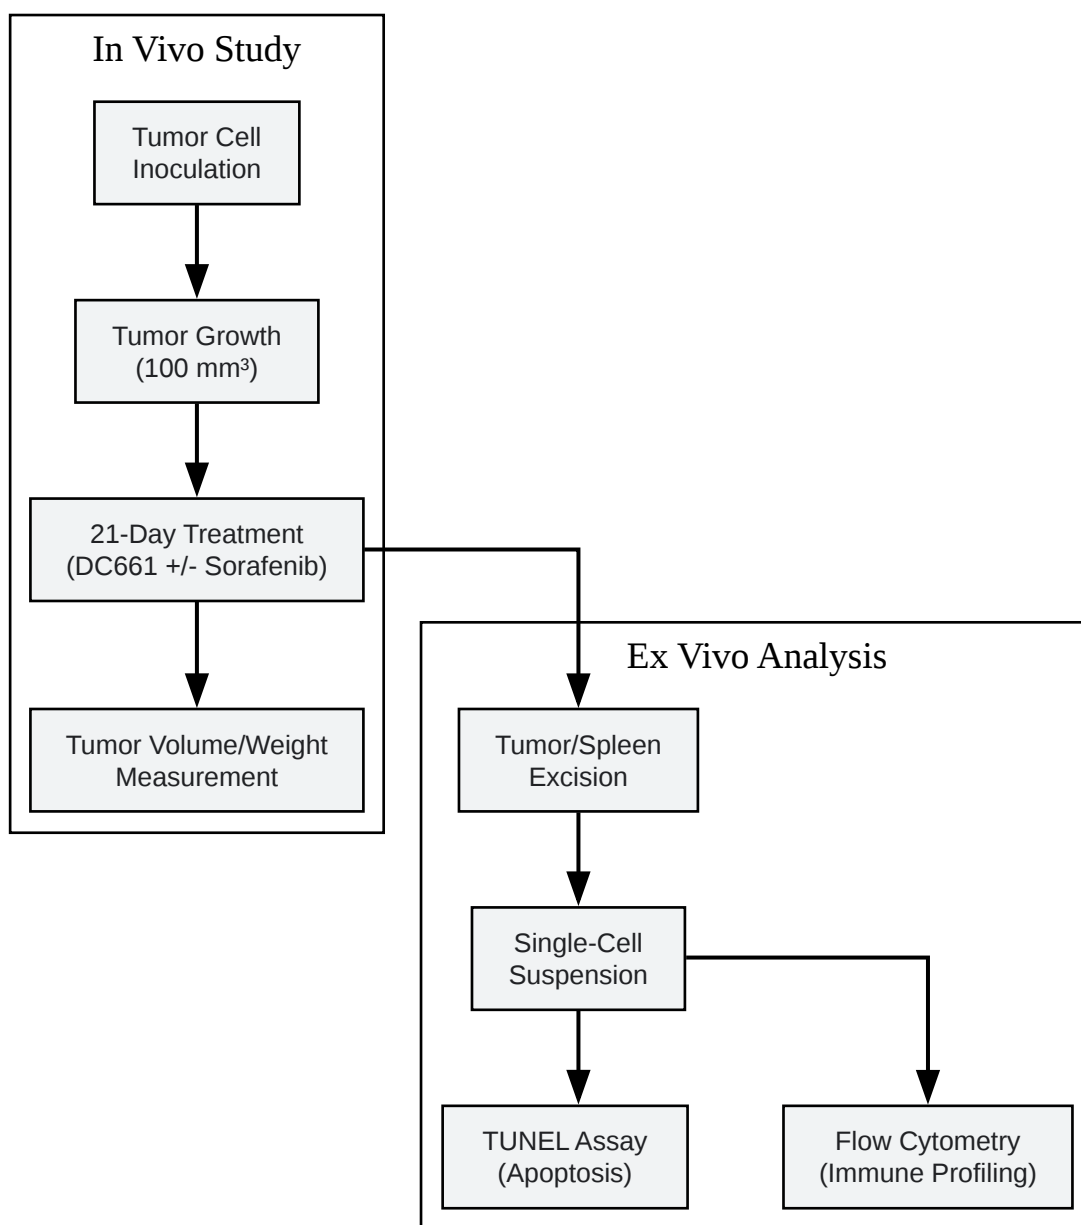 In Vivo Study
Tumor Cell
Inoculation
Tumor Growth
(100 mm³)
21-Day Treatment
(DC661 +/- Sorafenib)
Tumor Volume/Weight
Measurement
Ex Vivo Analysis
Tumor/Spleen
Excision
Single-Cell
Suspension
TUNEL Assay
(Apoptosis)
Flow Cytometry
(Immune Profiling)